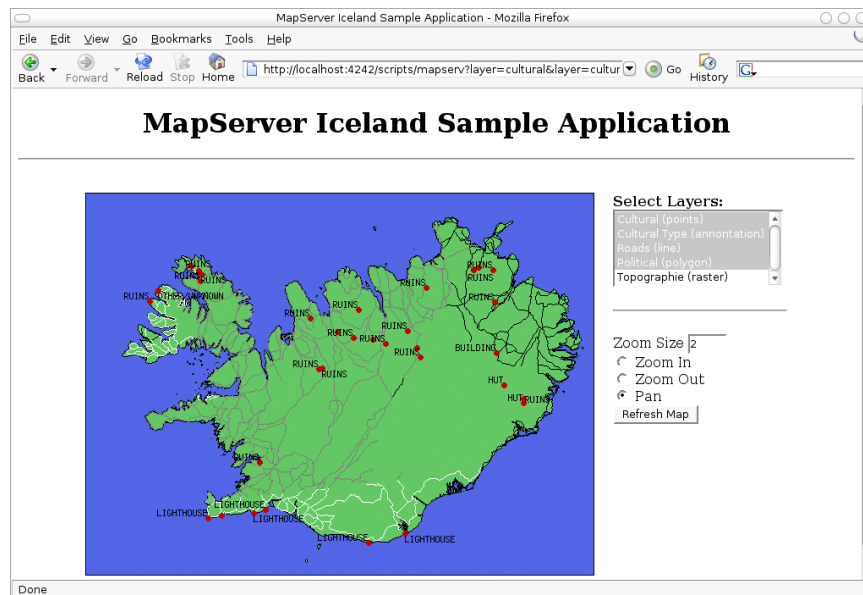 MapServer Iceland Sample Application - Mozilla Firefox
File Edit View Go Bookmarks Tools Help
Back Forward Reload Stop Home http://localhost:4242/scripts/mapserv?layer=cultural&layer=cultur Go History G
MapServer Iceland Sample Application
Select Layers:
Cultural (points)
Cultural Type (anncntation)
Roads (line)
Political (polygon)
Topographie (raster)
Zoom Size 2
Zoom In
Zoom Out
Pan
Refresh Map
RUINS
RUINS
RUINS
RUINS
RUINS
RUINS
RUINS
RUINS
RUINS
RUINS
RUINS
RUINS
RUINS
RUINS
BUILDING
RUINS
RUINS
HUT
HUT
RUINS
RUINS
LIGHTHOUSE
LIGHTHOUSE
LIGHTHOUSE
LIGHTHOUSE
LIGHTHOUSE
Done